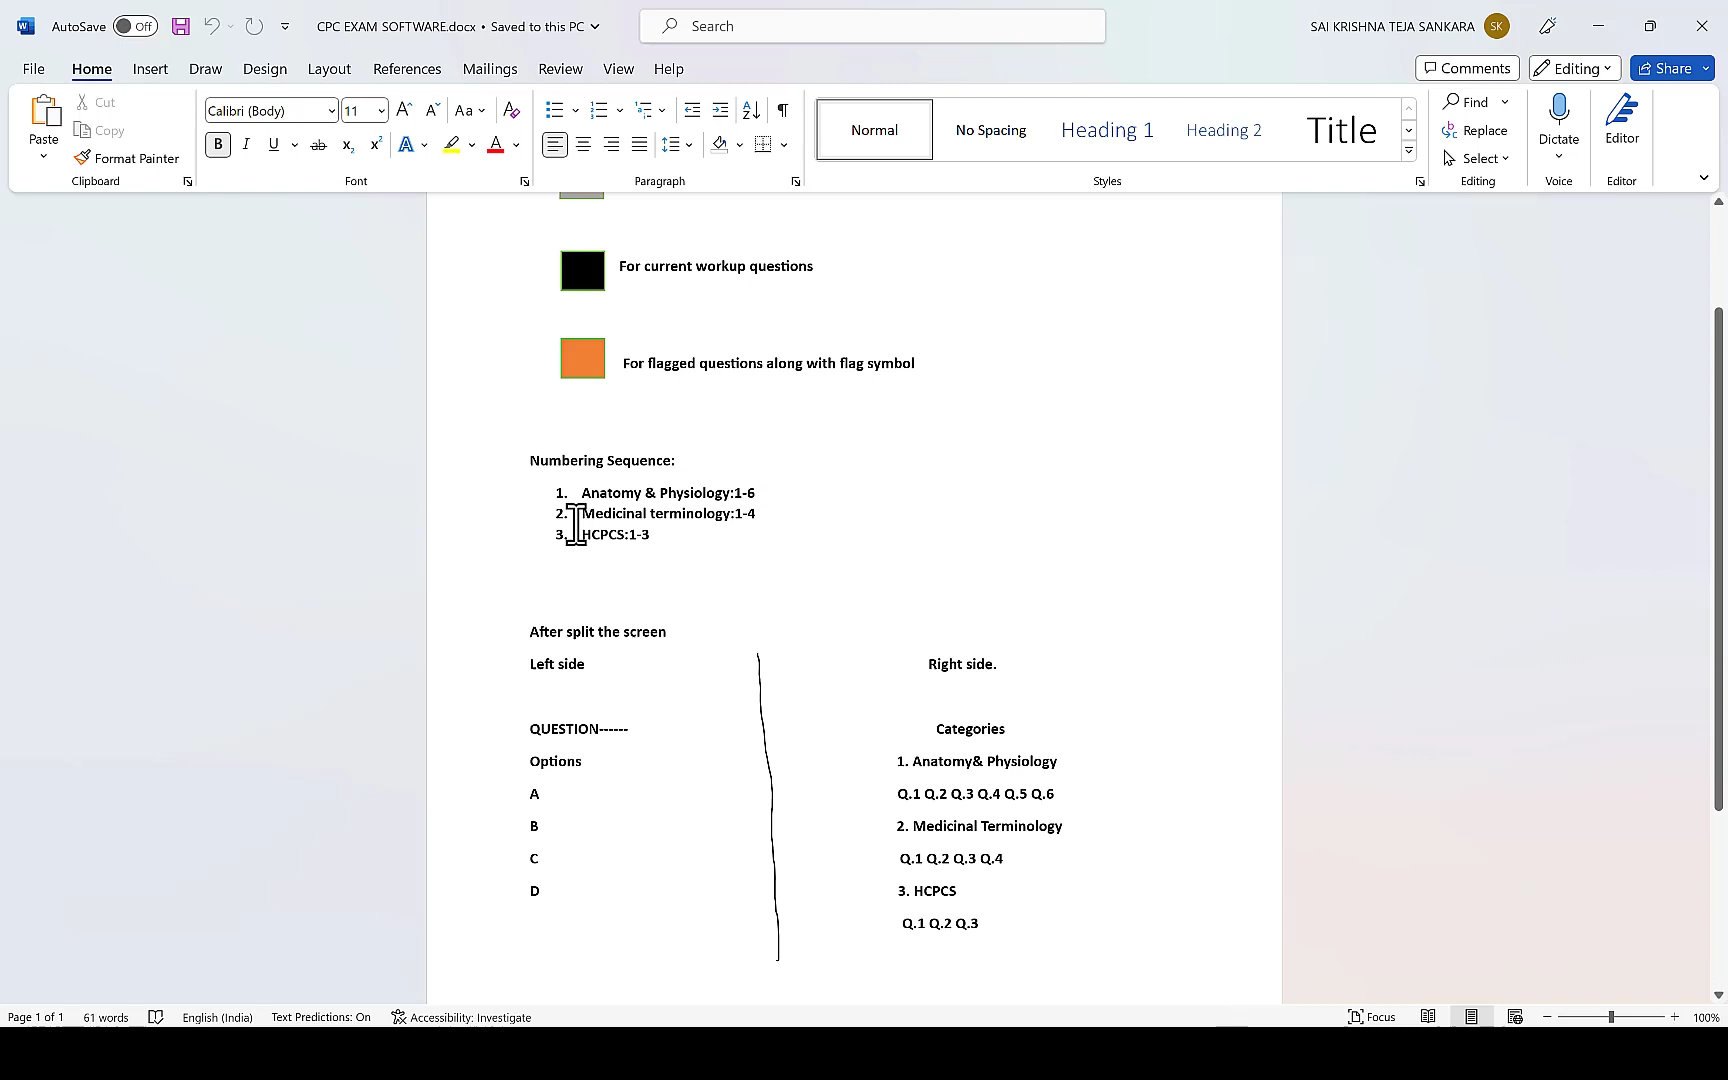 AutoSave Off CPC EXAM SOFTWARE.docx • Saved to this PC Search SAI KRISHNA TEJA SANKARA SK
File Home Insert Draw Design Layout References Mailings Review View Help Comments Editing Share
Paste Cut Copy Format Painter
Calibri (Body) 11 Aa
B I U ab x₂ x² A A
Normal No Spacing Heading 1 Heading 2 Title
Find Replace Select
Dictate Editor
Clipboard Font Paragraph Styles Editing Voice Editor
For current workup questions
For flagged questions along with flag symbol
Numbering Sequence:
1. Anatomy & Physiology:1-6
2. Medicinal terminology:1-4
3. HCPCS:1-3
After split the screen
Left side Right side.
QUESTION------ Categories
Options 1. Anatomy& Physiology
A Q.1 Q.2 Q.3 Q.4 Q.5 Q.6
B 2. Medicinal Terminology
C Q.1 Q.2 Q.3 Q.4
D 3. HCPCS
Q.1 Q.2 Q.3
Page 1 of 1 61 words English (India) Text Predictions: On Accessibility: Investigate Focus 100%